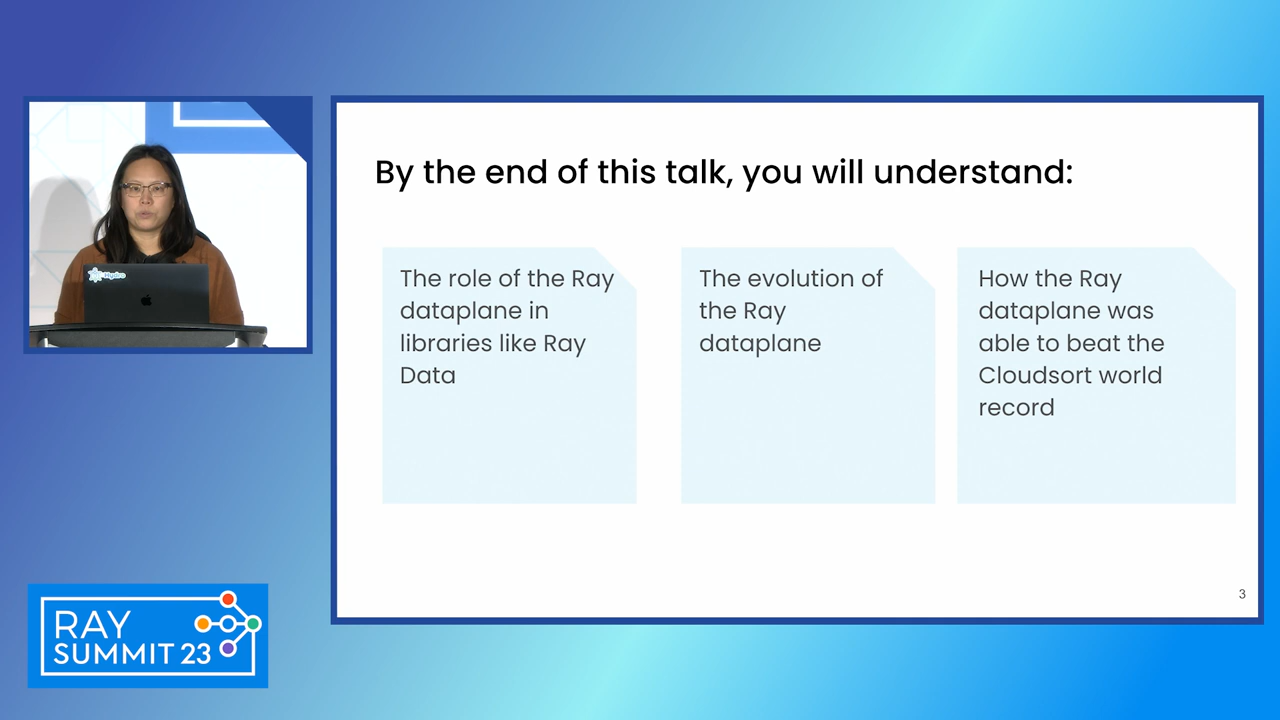 By the end of this talk, you will understand:
The role of the Ray
dataplane in
libraries like Ray
Data
The evolution of
the Ray
dataplane
How the Ray
dataplane was
able to beat the
Cloudsort world
record
3
Hydro
RAY
SUMMIT 23